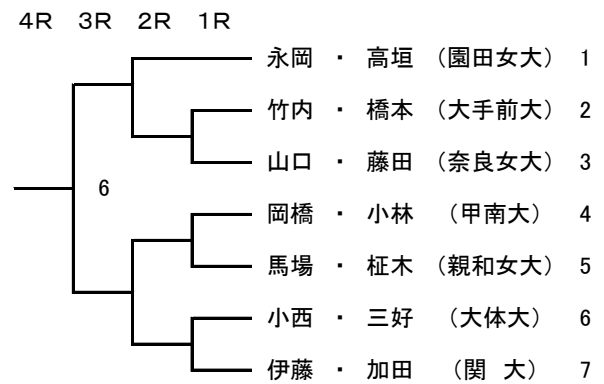 4R 3R 2R 1R
永岡 ・ 高垣 （園田女大） 1
竹内 ・ 橋本 （大手前大） 2
山口 ・ 藤田 （奈良女大） 3
6
岡橋 ・ 小林 （甲南大） 4
馬場 ・ 柾木 （親和女大） 5
小西 ・ 三好 （大体大） 6
伊藤 ・ 加田 （関 大） 7